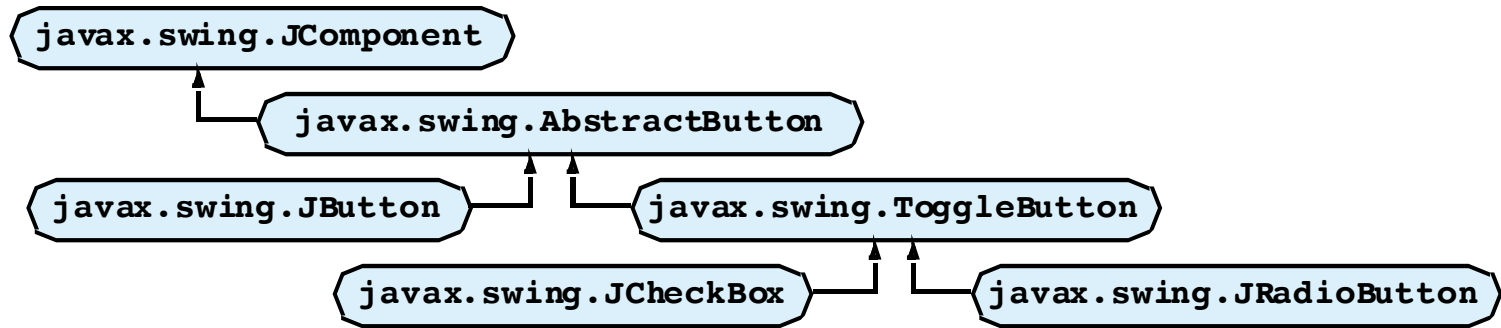 javax.swing.JComponent
javax.swing.AbstractButton
javax.swing.JButton
javax.swing.ToggleButton
javax.swing.JCheckBox
javax.swing.JRadioButton